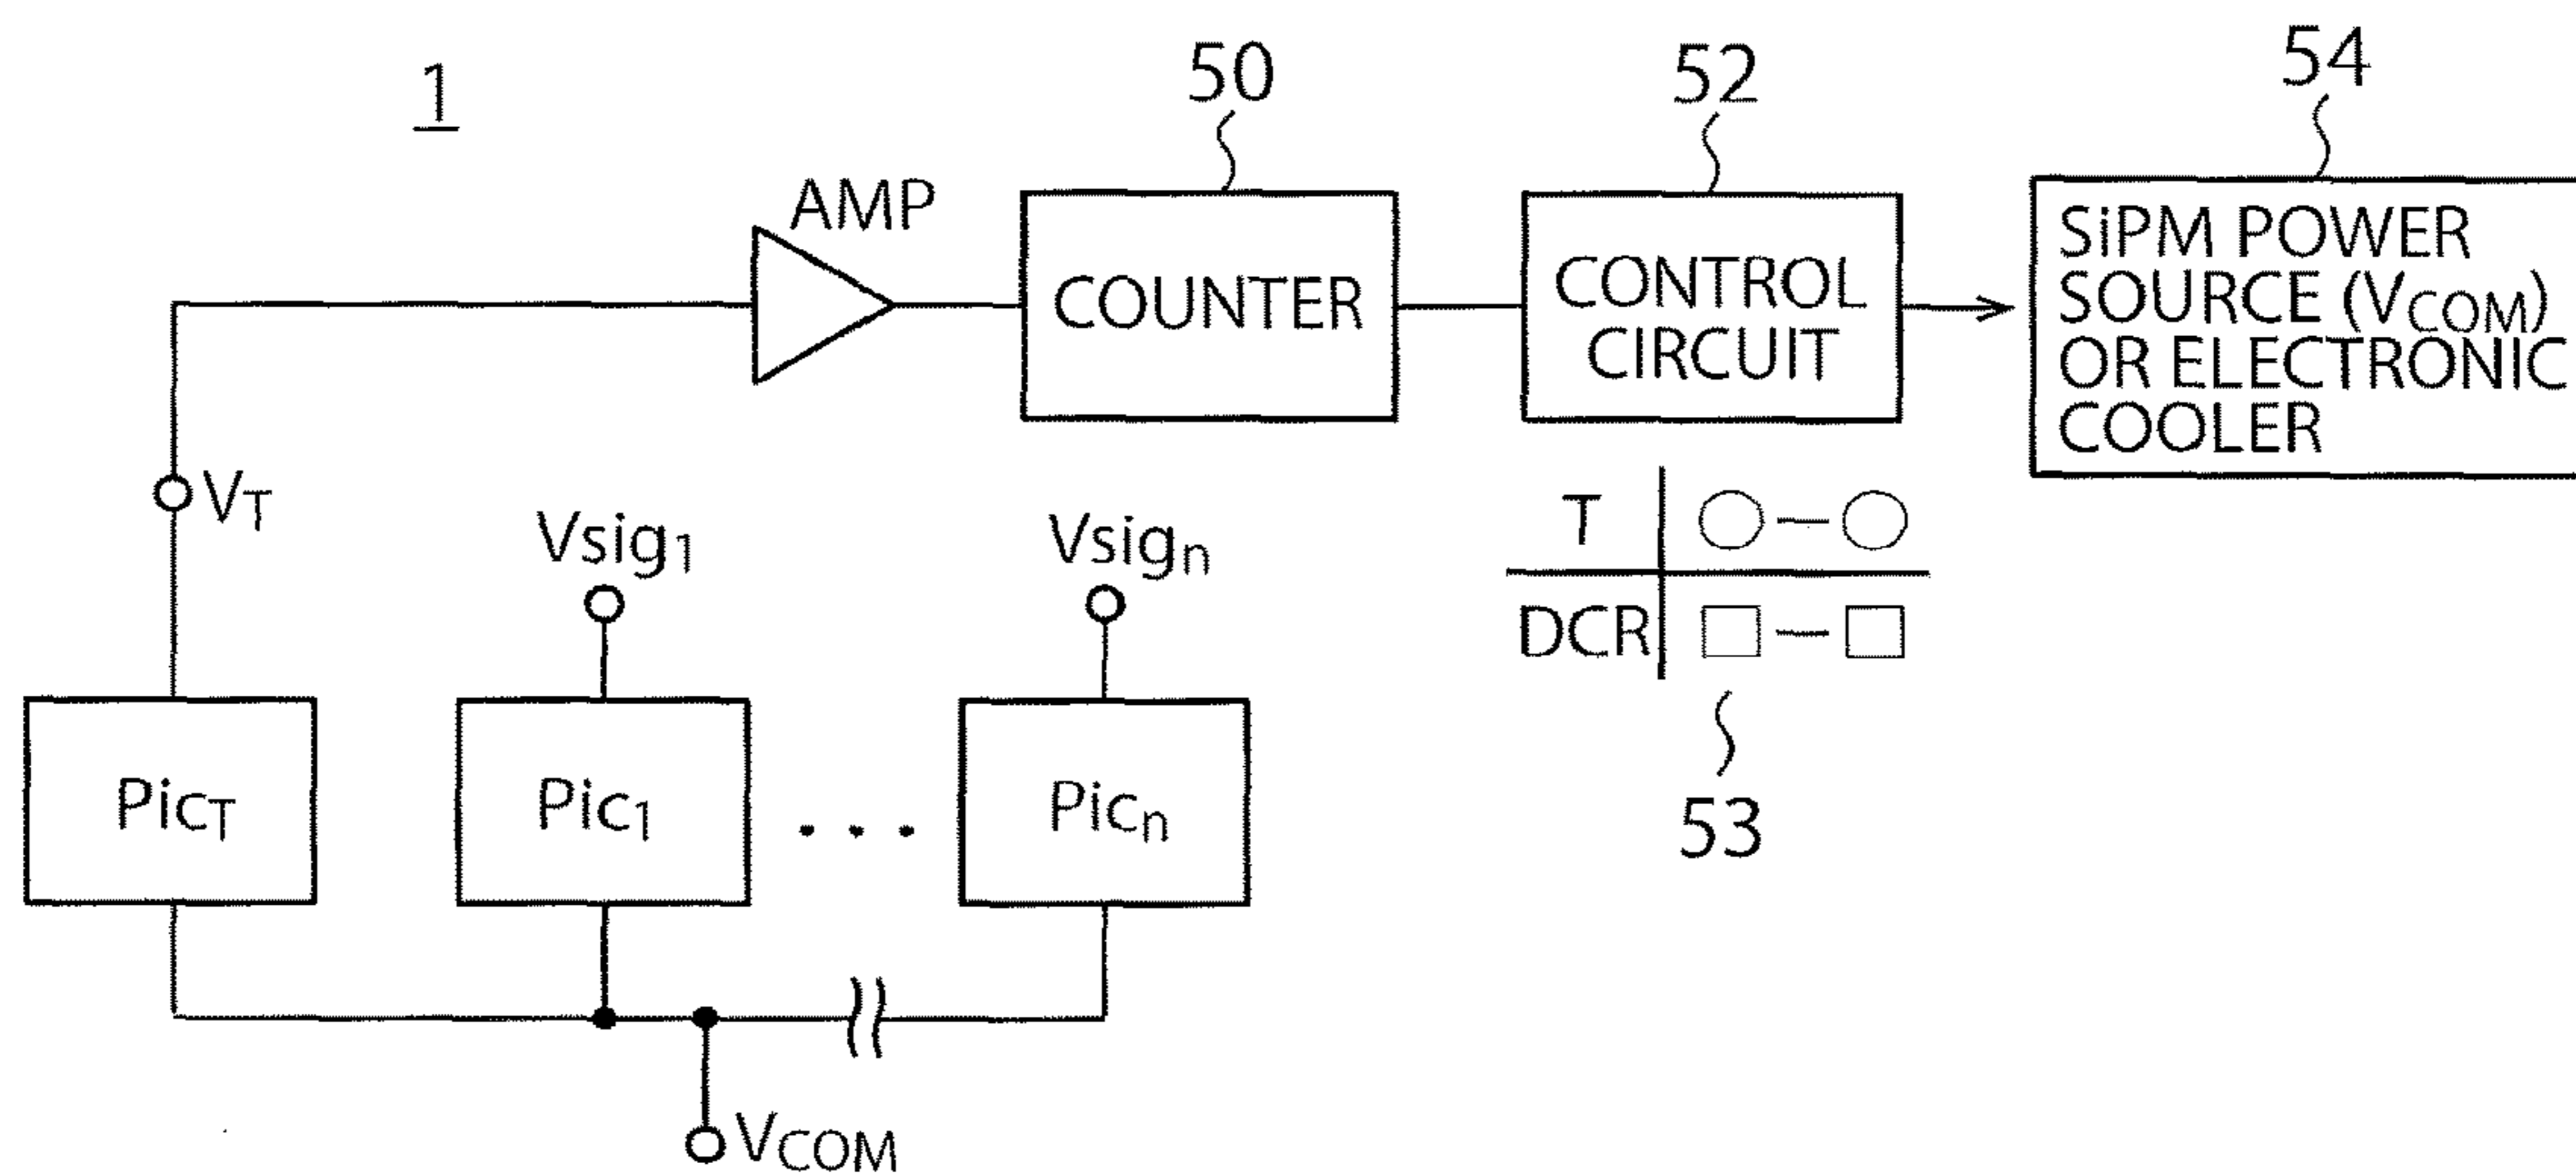 1
50
52
54
AMP
COUNTER
CONTROL
CIRCUIT
SiPM POWER
SOURCE (VCOM)
OR ELECTRONIC
COOLER
VT
Vsig1
Vsign
T
DCR
53
PicT
Pic1
. . .
Picn
VCOM